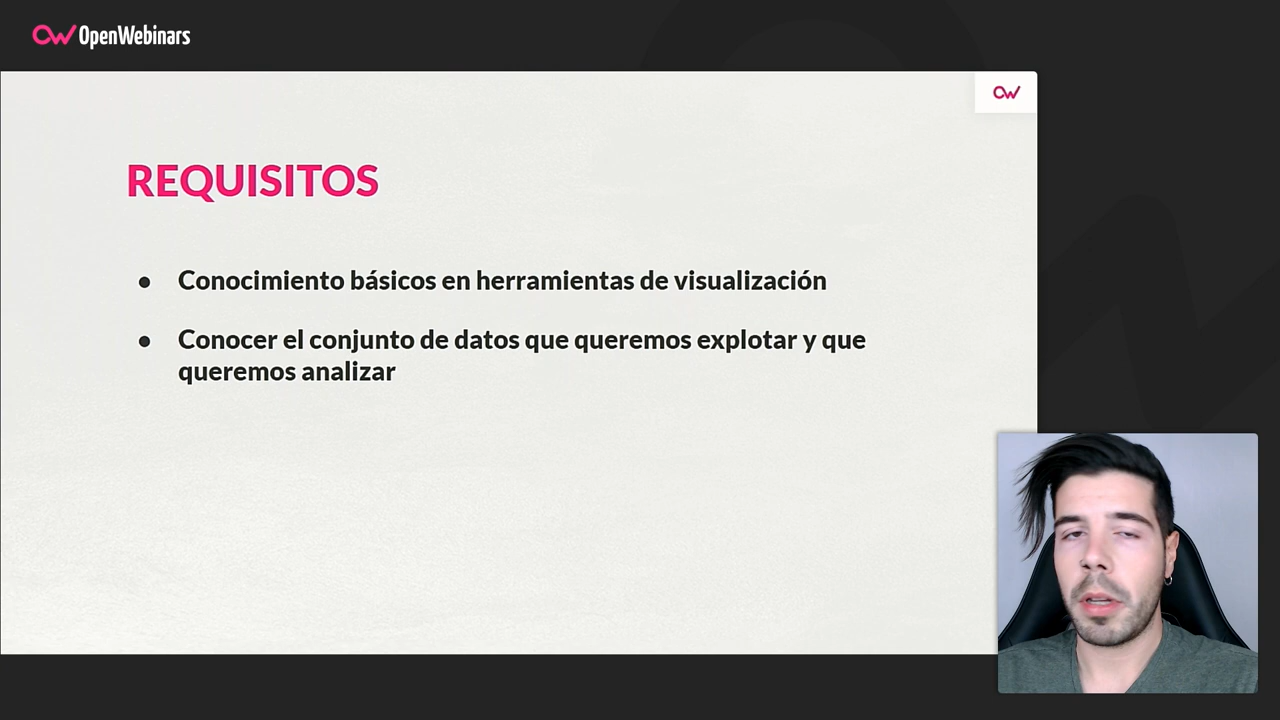 OpenWebinars
REQUISITOS
● Conocimiento básicos en herramientas de visualización
● Conocer el conjunto de datos que queremos explotar y que
queremos analizar